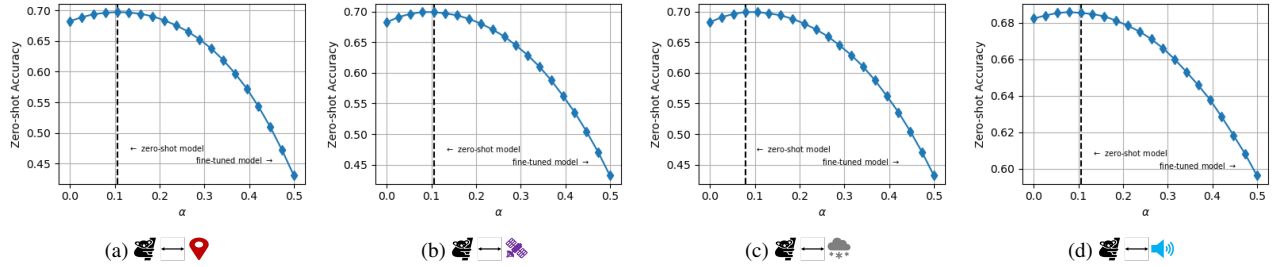 0.70
0.65
0.60
0.55
0.50
0.45
Zero-shot Accuracy
← zero-shot model
fine-tuned model →
0.0 0.1 0.2 0.3 0.4 0.5
α
(a)
0.70
0.65
0.60
0.55
0.50
0.45
Zero-shot Accuracy
← zero-shot model
fine-tuned model →
0.0 0.1 0.2 0.3 0.4 0.5
α
(b)
0.70
0.65
0.60
0.55
0.50
0.45
Zero-shot Accuracy
← zero-shot model
fine-tuned model →
0.0 0.1 0.2 0.3 0.4 0.5
α
(c)
0.68
0.66
0.64
0.62
0.60
Zero-shot Accuracy
← zero-shot model
fine-tuned model →
0.0 0.1 0.2 0.3 0.4 0.5
α
(d)